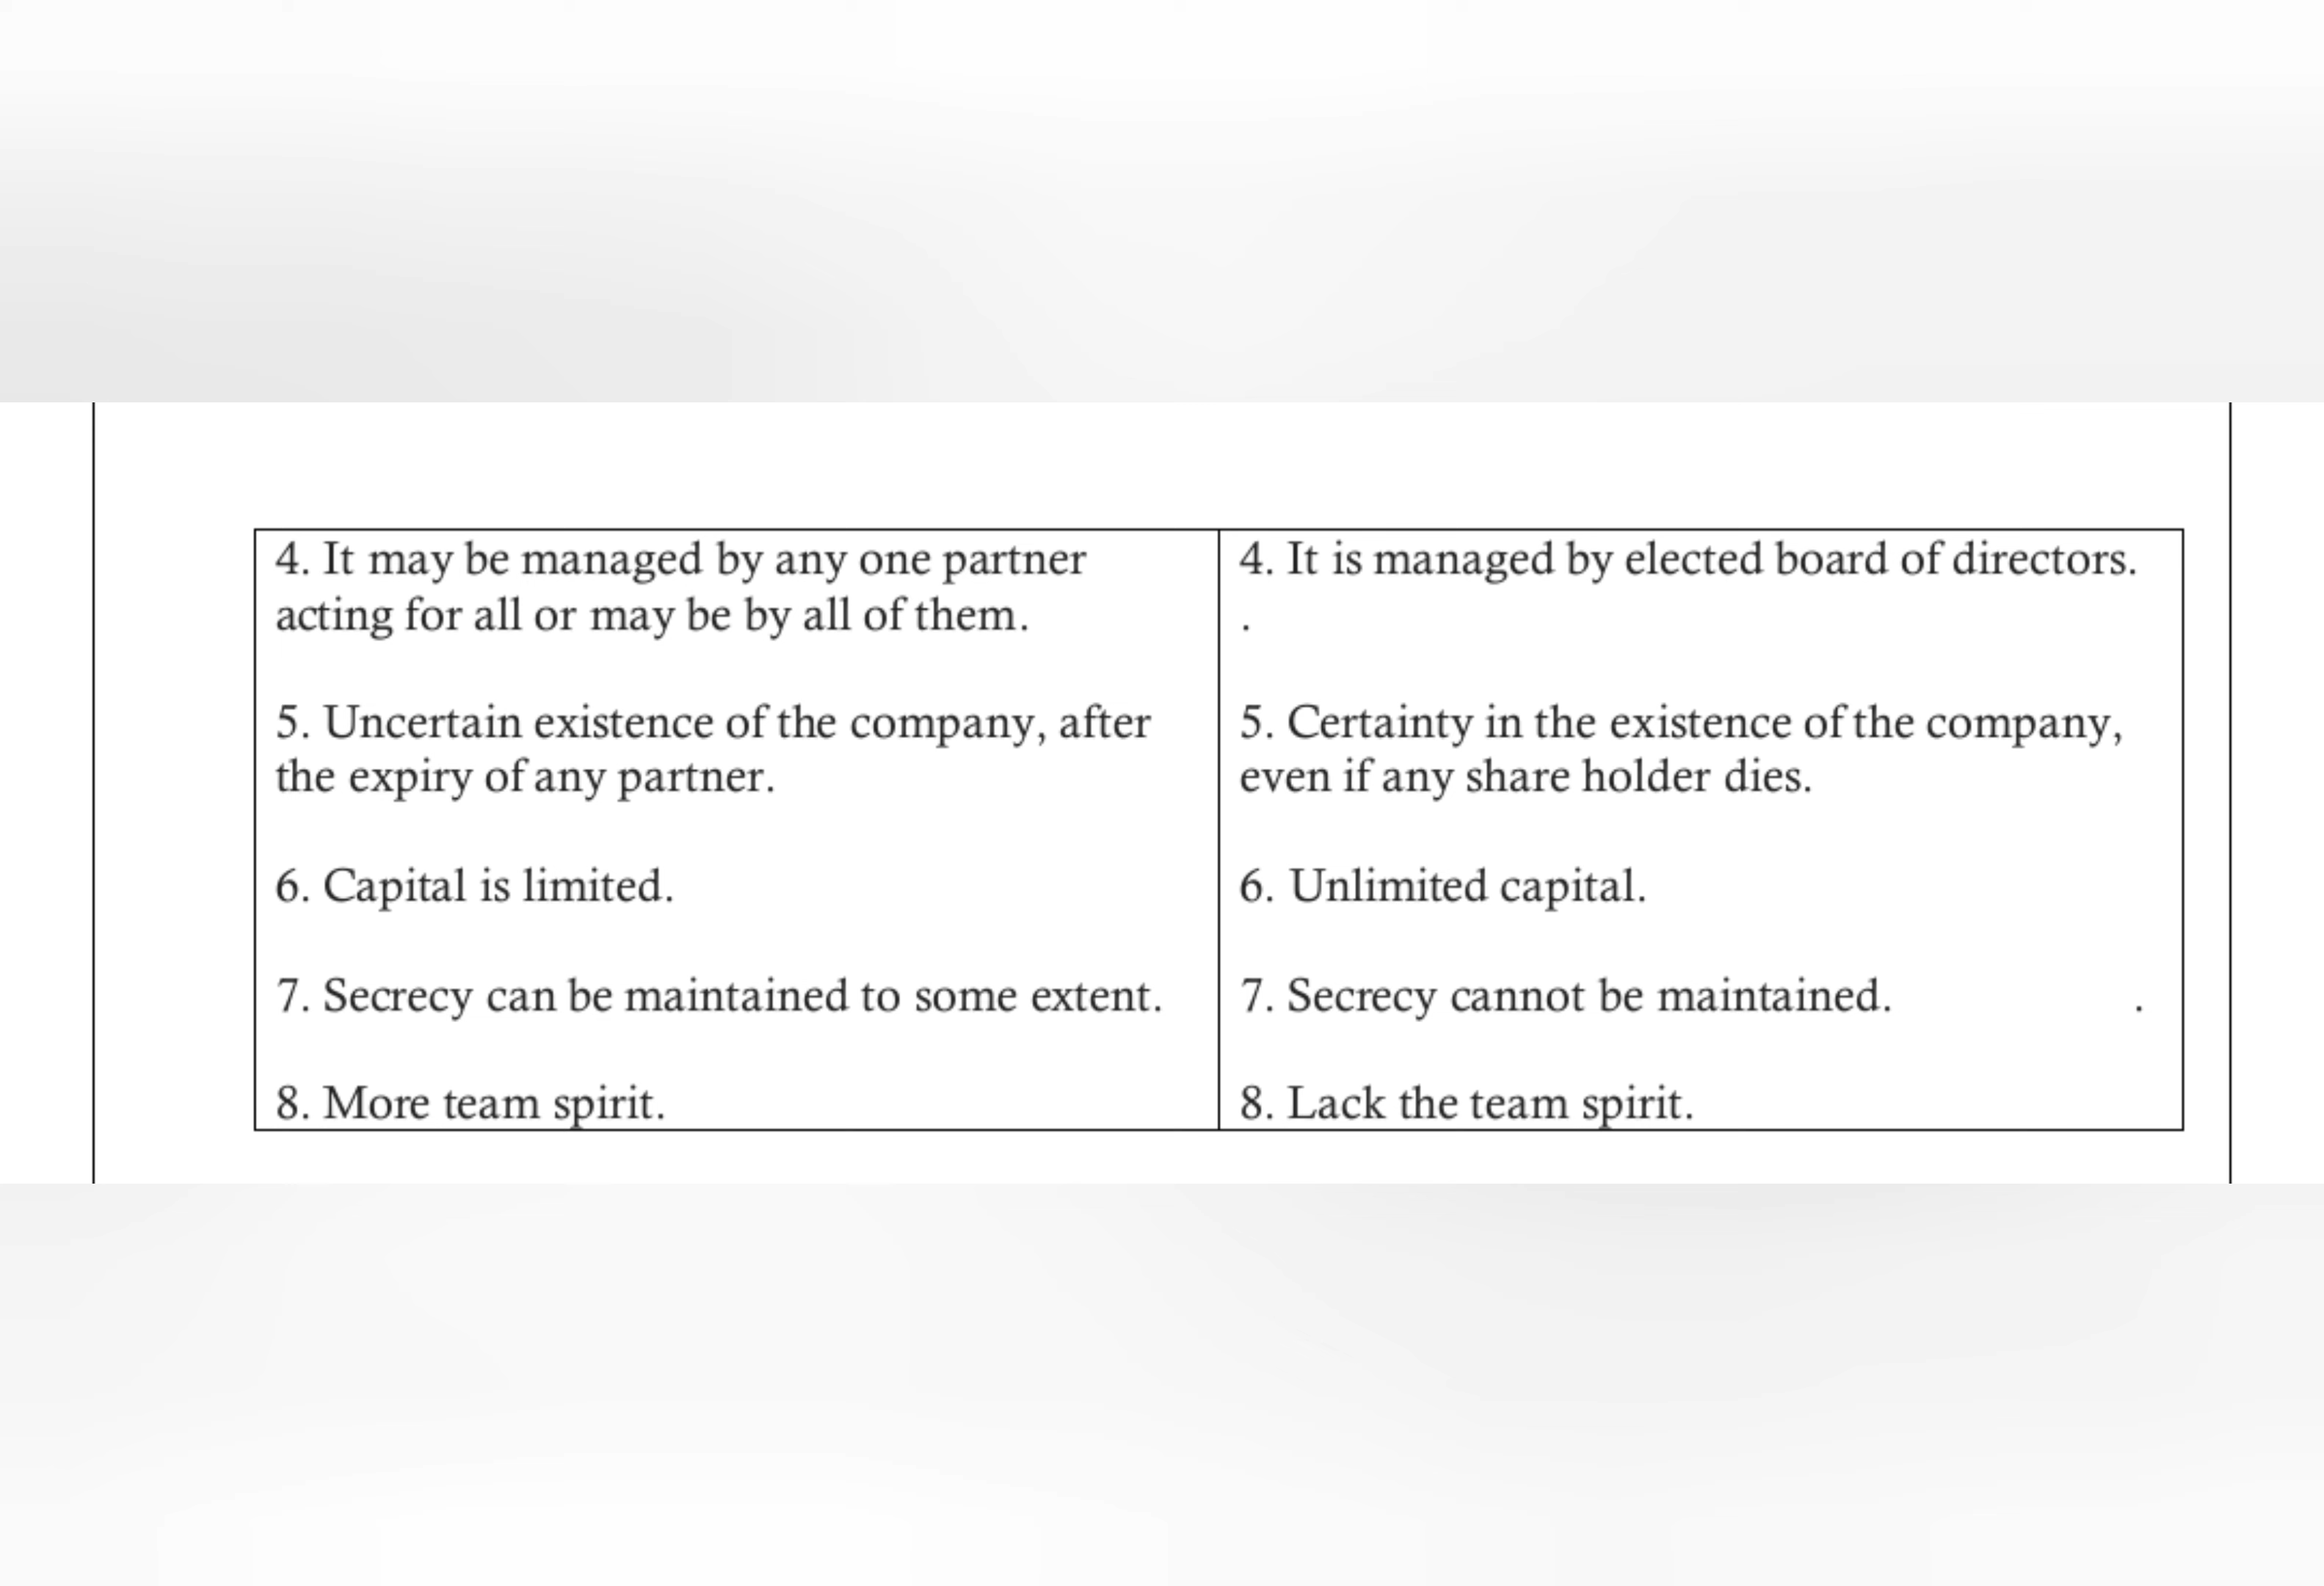 4. It may be managed by any one partner
acting for all or may be by all of them.
5. Uncertain existence of the company, after
the expiry of any partner.
6. Capital is limited.
7. Secrecy can be maintained to some extent.
8. More team spirit.
4. It is managed by elected board of directors.
.
5. Certainty in the existence of the company,
even if any share holder dies.
6. Unlimited capital.
7. Secrecy cannot be maintained. .
8. Lack the team spirit.